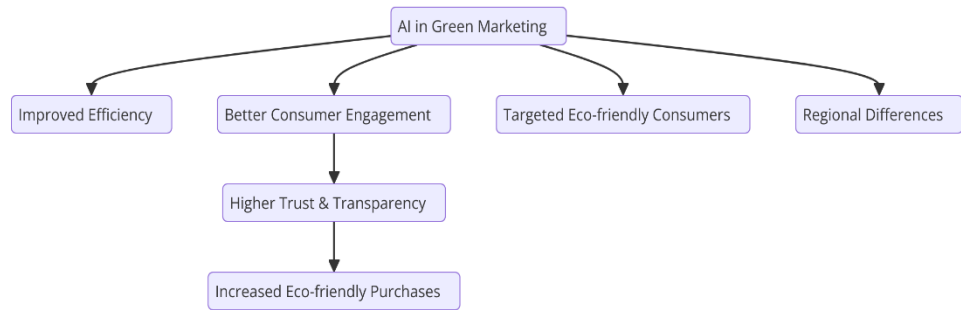 AI in Green Marketing
Improved Efficiency
Better Consumer Engagement
Targeted Eco-friendly Consumers
Regional Differences
Higher Trust & Transparency
Increased Eco-friendly Purchases